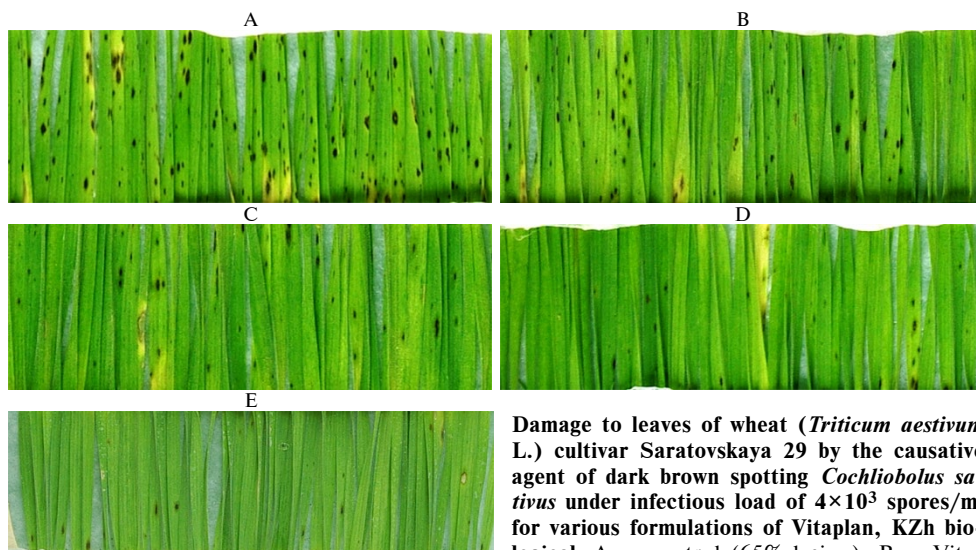 A
B
C
D
E
Damage to leaves of wheat (Triticum aestivum
L.) cultivar Saratovskaya 29 by the causative
agent of dark brown spotting Cochliobolus sa-
tivus under infectious load of 4×10³ spores/m
for various formulations of Vitaplan, KZh bio-